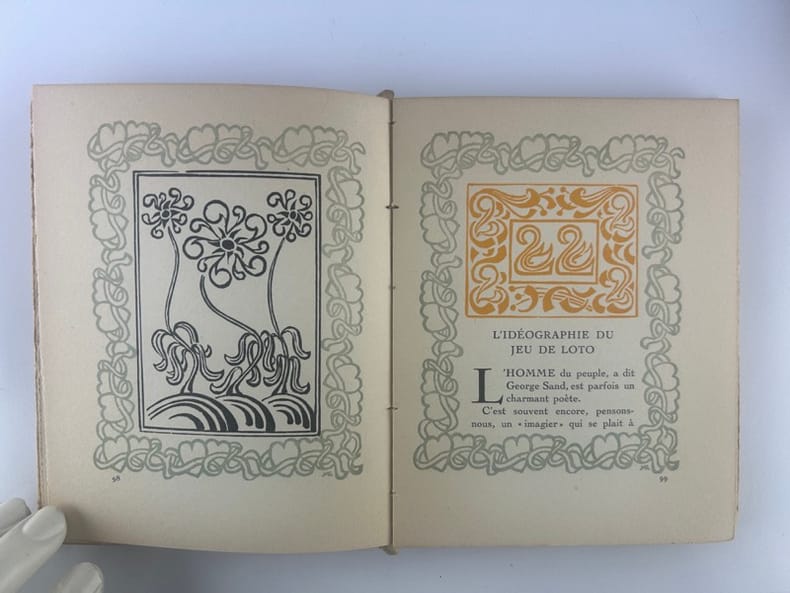 98
L'IDÉOGRAPHIE DU
JEU DE LOTO
L'HOMME du peuple, a dit
George Sand, est parfois un
charmant poète.
C'est souvent encore, pensons-
nous, un « imagier » qui se plait à
99